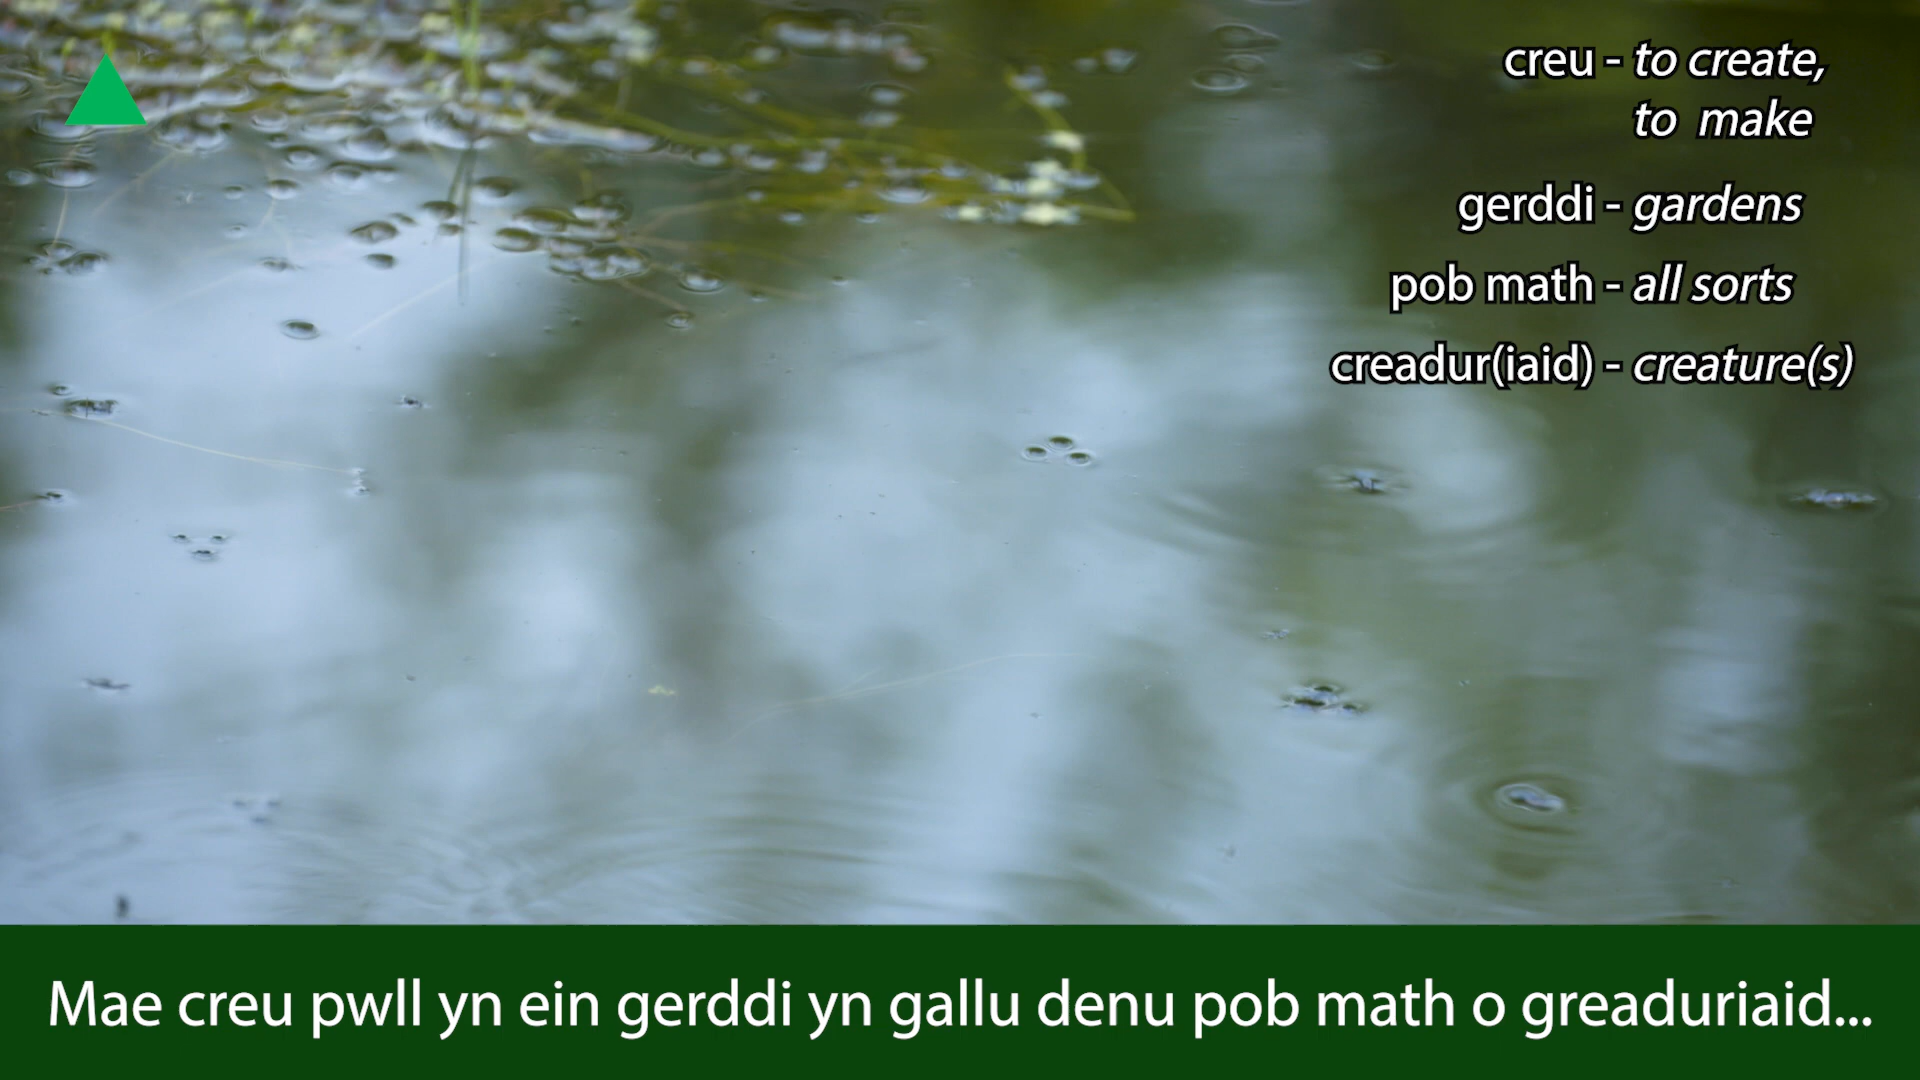 creu - to create,
to make
gerddi - gardens
pob math - all sorts
creadur(iaid) - creature(s)
Mae creu pwll yn ein gerddi yn gallu denu pob math o greaduriaid...